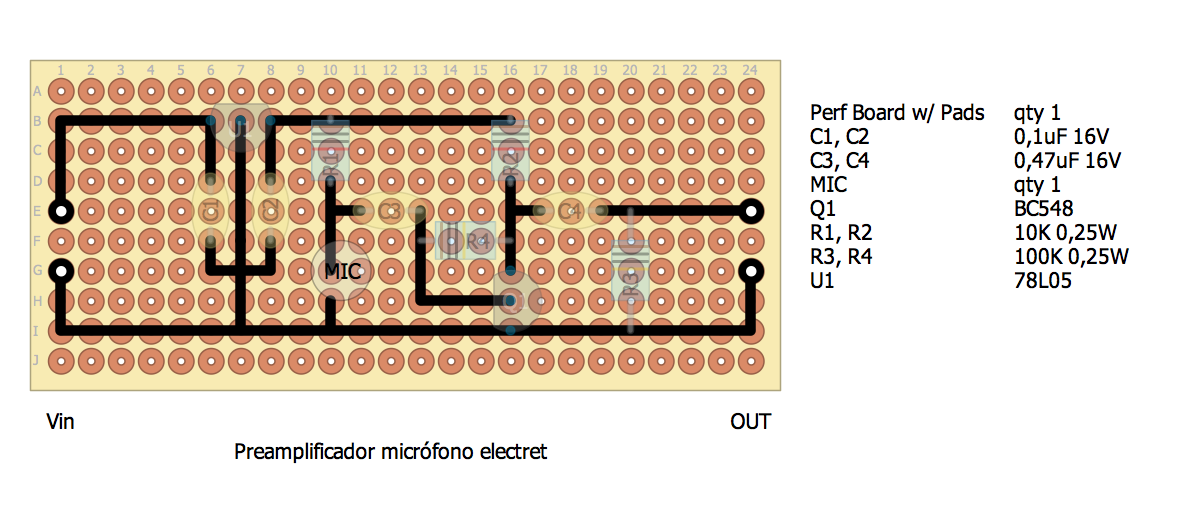 1 2 3 4 5 6 7 8 9 10 11 12 13 14 15 16 17 18 19 20 21 22 23 24
A
B
U1
C
R1 R2
D
E
C1 C2 C3 C4
F
R4
G
MIC
R3
H
I
J
Perf Board w/ Pads qty 1
C1, C2 0,1uF 16V
C3, C4 0,47uF 16V
MIC qty 1
Q1 BC548
R1, R2 10K 0,25W
R3, R4 100K 0,25W
U1 78L05
Vin
OUT
Preamplificador micrófono electret